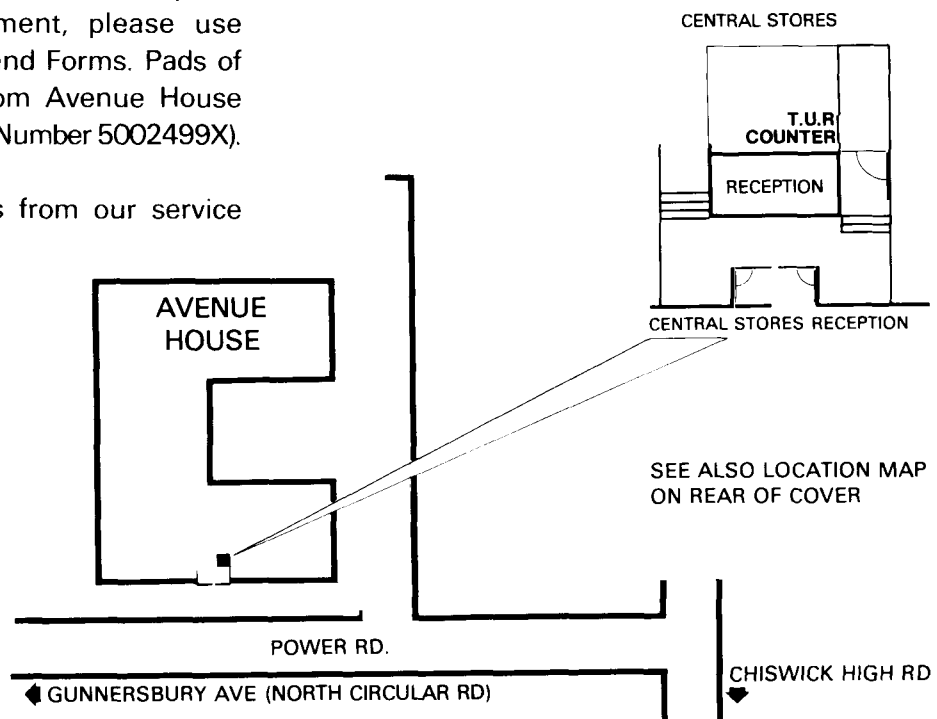 ment, please use
end Forms. Pads of
om Avenue House
Number 5002499X).
s from our service
CENTRAL STORES
T.U.R
COUNTER
RECEPTION
CENTRAL STORES RECEPTION
AVENUE
HOUSE
SEE ALSO LOCATION MAP
ON REAR OF COVER
POWER RD.
GUNNERSBURY AVE (NORTH CIRCULAR RD)
CHISWICK HIGH RD